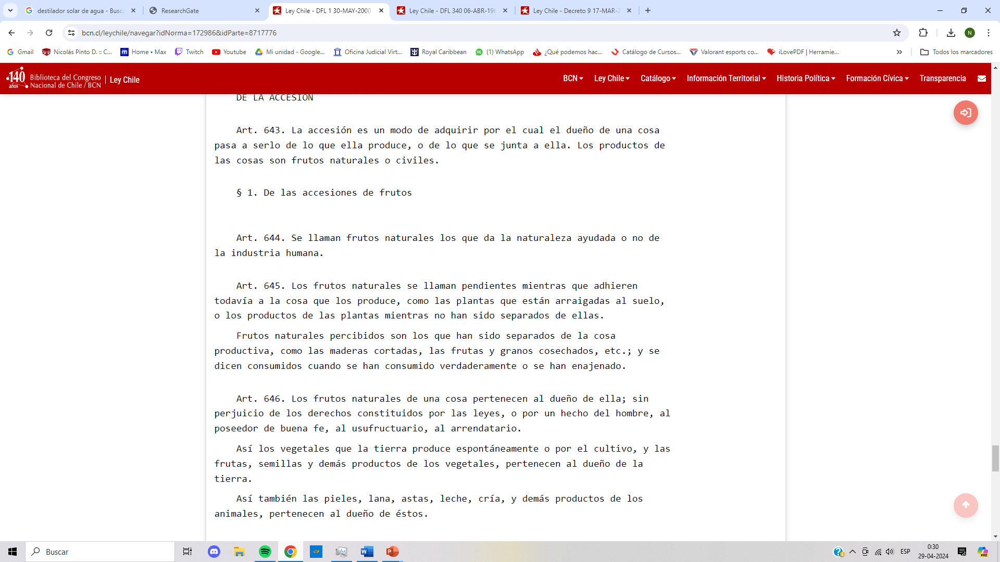 destilador solar de agua - Busca
ResearchGate
Ley Chile - DFL 1 30-MAY-2000
Ley Chile - DFL 340 06-ABR-196
Ley Chile - Decreto 9 17-MAR-2
bcn.cl/leychile/navegar?idNorma=172986&idParte=8717776
N
Gmail
Nicolás Pinto D. :: C...
Home • Max
Twitch
Youtube
Mi unidad - Google...
Oficina Judicial Virt...
Royal Caribbean
96
(1) WhatsApp
¿Qué podemos hac...
Catálogo de Cursos...
Valorant esports co...
iLovePDF | Herramie...
»
Todos los marcadores
140 años
Biblioteca del Congreso
Nacional de Chile / BCN
Ley Chile
BCN
Ley Chile
Catálogo
Información Territorial
Historia Política
Formación Cívica
Transparencia
DE LA ACCESION
Art. 643. La accesión es un modo de adquirir por el cual el dueño de una cosa
pasa a serlo de lo que ella produce, o de lo que se junta a ella. Los productos de
las cosas son frutos naturales o civiles.
§ 1. De las accesiones de frutos
Art. 644. Se llaman frutos naturales los que da la naturaleza ayudada o no de
la industria humana.
Art. 645. Los frutos naturales se llaman pendientes mientras que adhieren
todavía a la cosa que los produce, como las plantas que están arraigadas al suelo,
o los productos de las plantas mientras no han sido separados de ellas.
Frutos naturales percibidos son los que han sido separados de la cosa
productiva, como las maderas cortadas, las frutas y granos cosechados, etc.; y se
dicen consumidos cuando se han consumido verdaderamente o se han enajenado.
Art. 646. Los frutos naturales de una cosa pertenecen al dueño de ella; sin
perjuicio de los derechos constituidos por las leyes, o por un hecho del hombre, al
poseedor de buena fe, al usufructuario, al arrendatario.
Así los vegetales que la tierra produce espontáneamente o por el cultivo, y las
frutas, semillas y demás productos de los vegetales, pertenecen al dueño de la
tierra.
Así también las pieles, lana, astas, leche, cría, y demás productos de los
animales, pertenecen al dueño de éstos.
Buscar
ESP
0:30
29-04-2024
PRE